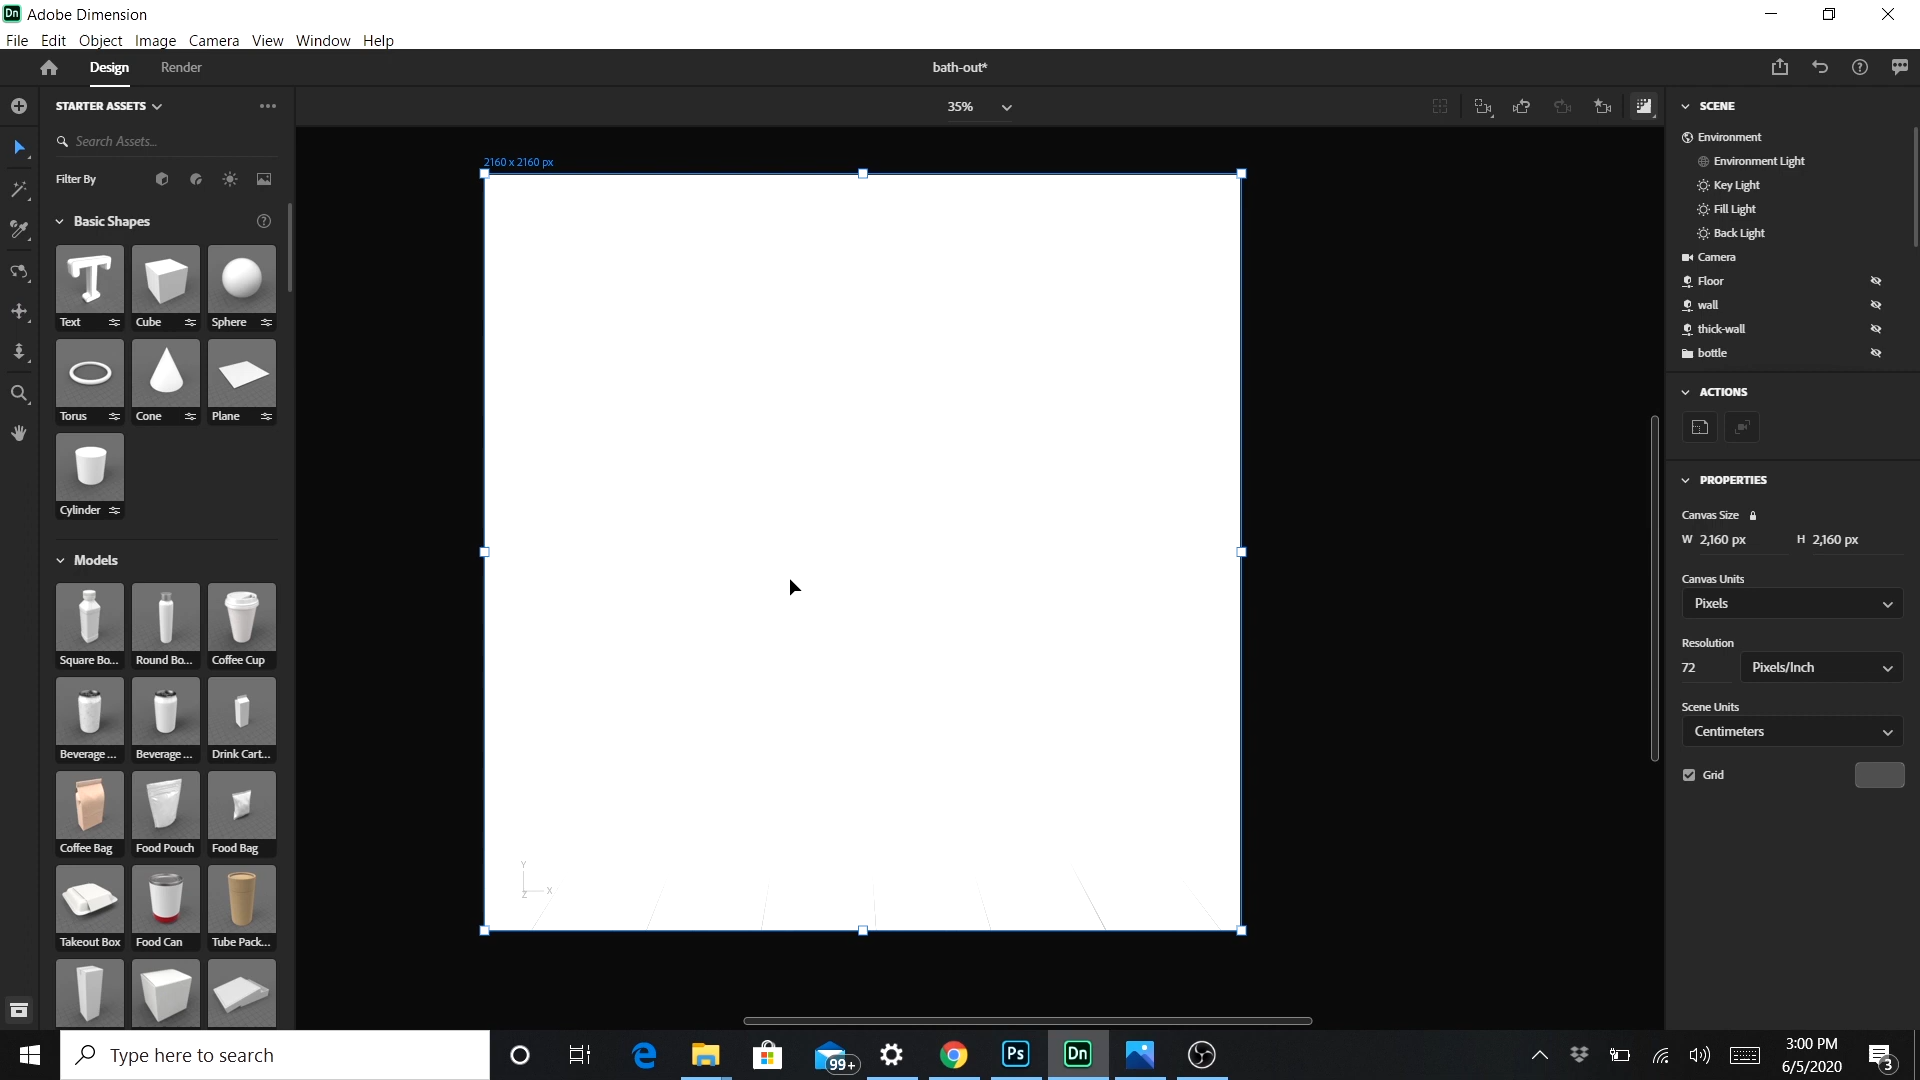 Dn Adobe Dimension
File Edit Object Image Camera View Window Help
Design Render bath-out*
STARTER ASSETS
Search Assets...
Filter By
Basic Shapes
Text Cube Sphere
Torus Cone Plane
Cylinder
Models
Square Bo... Round Bo... Coffee Cup
Beverage ... Beverage ... Drink Cart...
Coffee Bag Food Pouch Food Bag
Takeout Box Food Can Tube Pack...
35%
2160 x 2160 px
Y
Z X
SCENE
Environment
Environment Light
Key Light
Fill Light
Back Light
Camera
Floor
wall
thick-wall
bottle
ACTIONS
PROPERTIES
Canvas Size
W 2,160 px H 2,160 px
Canvas Units
Pixels
Resolution
72 Pixels/Inch
Scene Units
Centimeters
Grid
Type here to search
99+
Ps
Dn
3:00 PM
6/5/2020
3